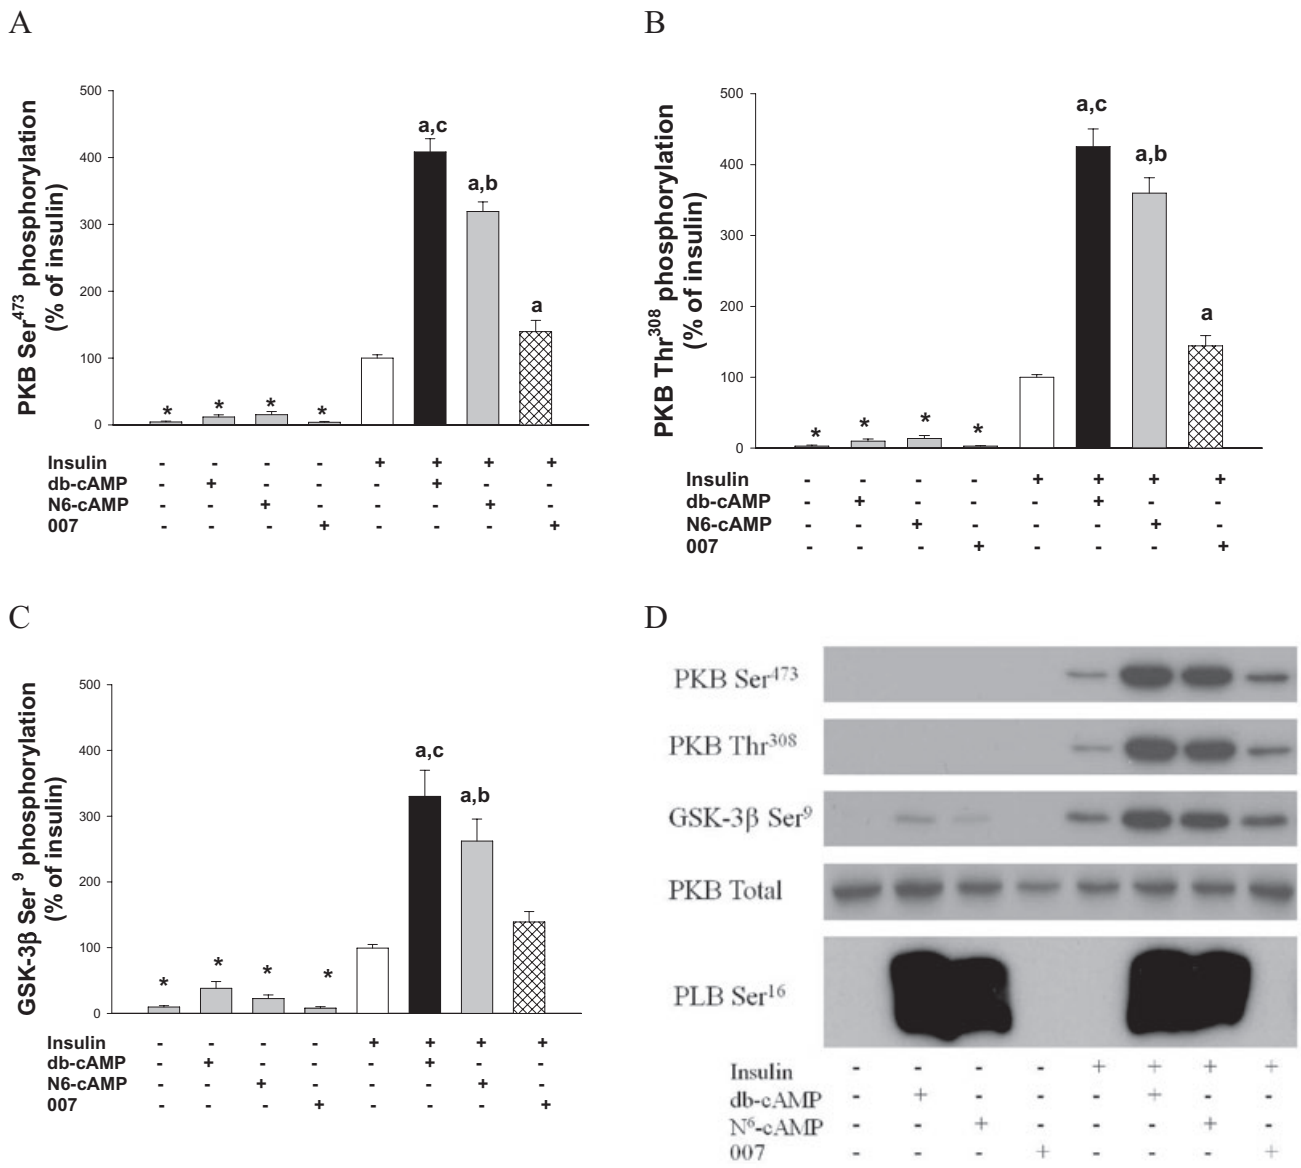 A
PKB Ser473 phosphorylation
(% of insulin)
500
400
300
200
100
0
* * * *
a,c
a,b
a
Insulin - - - - + + + +
db-cAMP - + - - - + - -
N6-cAMP - - + - - - + -
007 - - - + - - - +
B
PKB Thr308 phosphorylation
(% of insulin)
500
400
300
200
100
0
* * * *
a,c
a,b
a
Insulin - - - - + + + +
db-cAMP - + - - - + - -
N6-cAMP - - + - - - + -
007 - - - + - - - +
C
GSK-3β Ser 9 phosphorylation
(% of insulin)
500
400
300
200
100
0
* * * *
a,c
a,b
Insulin - - - - + + + +
db-cAMP - + - - - + - -
N6-cAMP - - + - - - + -
007 - - - + - - - +
D
PKB Ser473
PKB Thr308
GSK-3β Ser9
PKB Total
PLB Ser16
Insulin - - - - + + + +
db-cAMP - + - - - + - -
N6-cAMP - - + - - - + -
007 - - - + - - - +